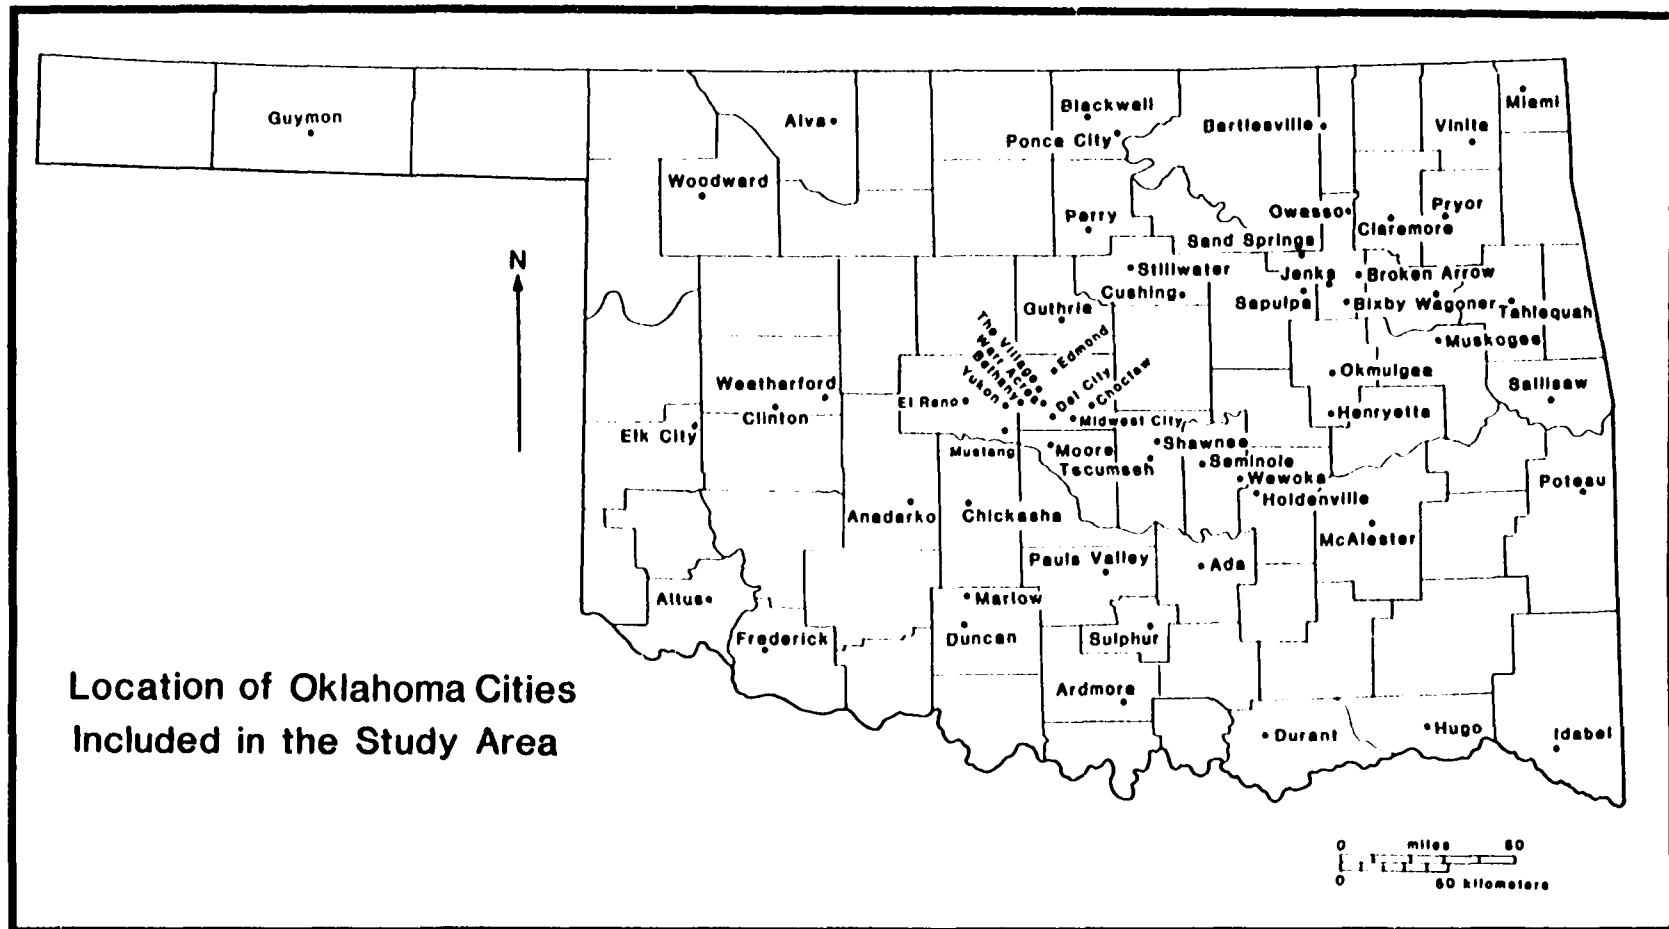 Guymon
Alva
Blackwell
Ponca City
Bartlesville
Vinita
Miami
Woodward
Perry
Owasso
Pryor
Claremore
Sand Springs
N
Stillwater
Jenks
Broken Arrow
Cushing
Sapulpa
Bixby Wagoner
Tahlequah
Guthrie
The Village
Warr Acres
Bethany
Yukon
Edmond
Del City
Choctaw
Muskogee
Okmulgee
Sallisaw
Weatherford
Clinton
El Reno
Midwest City
Henryetta
Elk City
Mustang
Moore
Shawnee
Tecumseh
Seminole
Wewoka
Holdenville
Poteau
Anadarko
Chickasha
McAlester
Pauls Valley
Ada
Altus
Marlow
Frederick
Duncan
Sulphur
Location of Oklahoma Cities
Included in the Study Area
Ardmore
Durant
Hugo
Idabel
0 miles 50
0 50 kilometers